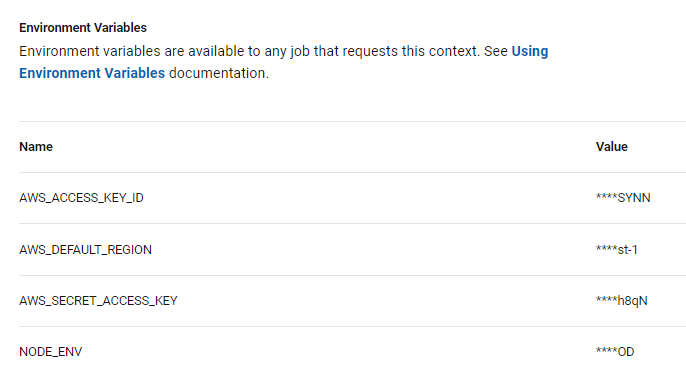 Environment Variables
Environment variables are available to any job that requests this context. See Using
Environment Variables documentation.
Name Value
AWS_ACCESS_KEY_ID ****SYNN
AWS_DEFAULT_REGION ****st-1
AWS_SECRET_ACCESS_KEY ****h8qN
NODE_ENV ****OD